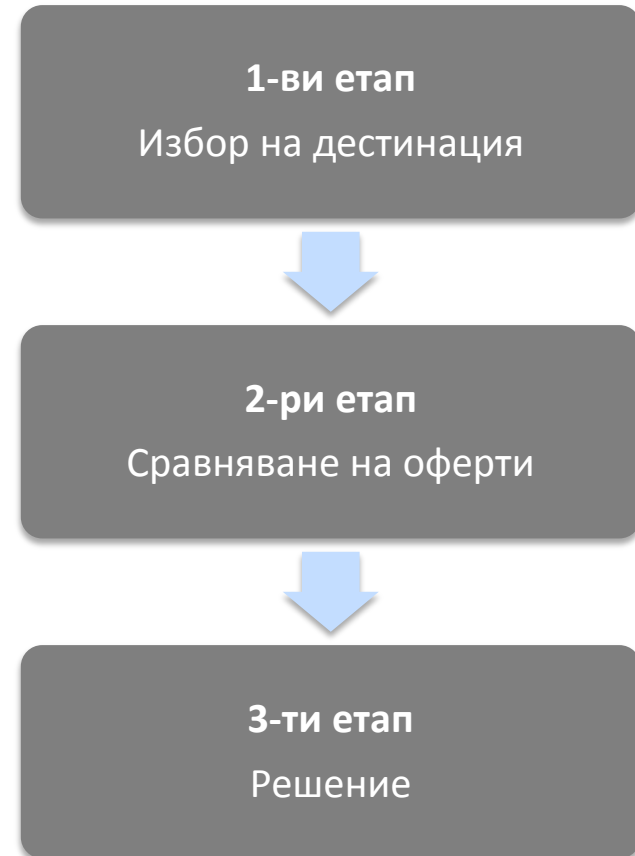 1-ви етап
Избор на дестинация
2-ри етап
Сравняване на оферти
3-ти етап
Решение